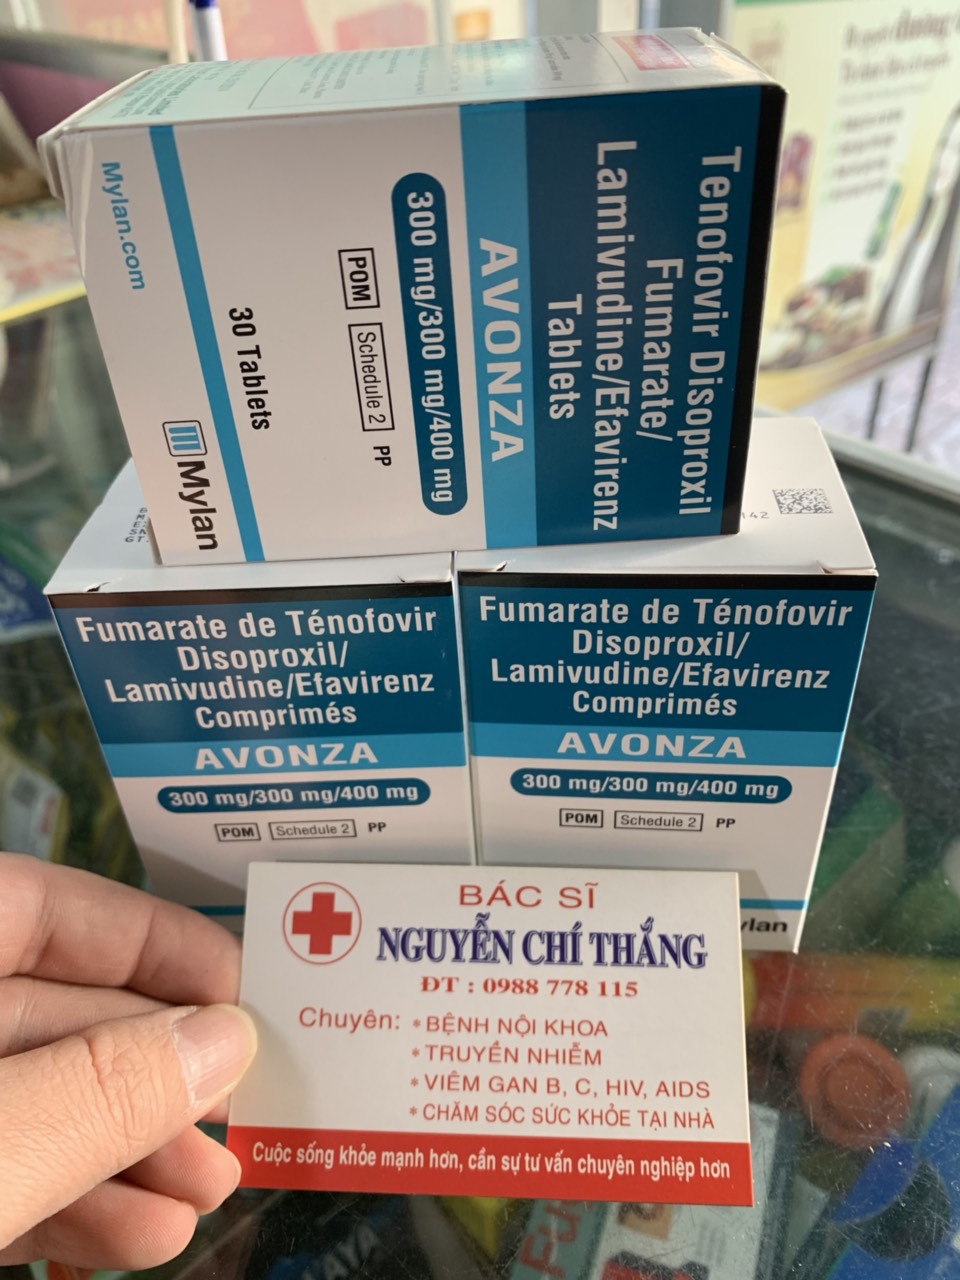 Tenofovir Disoproxil
Fumarate/
Lamivudine/Efavirenz
Tablets
AVONZA
300 mg/300 mg/400 mg
POM Schedule 2 PP
30 Tablets
Mylan
Mylan.com
142
Fumarate de Ténofovir
Disoproxil/
Lamivudine/Efavirenz
Comprimés
AVONZA
300 mg/300 mg/400 mg
POM Schedule 2 PP
Fumarate de Ténofovir
Disoproxil/
Lamivudine/Efavirenz
Comprimés
AVONZA
300 mg/300 mg/400 mg
POM Schedule 2 PP
ylan
BÁC SĨ
NGUYỄN CHÍ THẮNG
ĐT : 0988 778 115
Chuyên: * BỆNH NỘI KHOA
* TRUYỀN NHIỄM
* VIÊM GAN B, C, HIV, AIDS
* CHĂM SÓC SỨC KHỎE TẠI NHÀ
Cuộc sống khỏe mạnh hơn, cần sự tư vấn chuyên nghiệp hơn